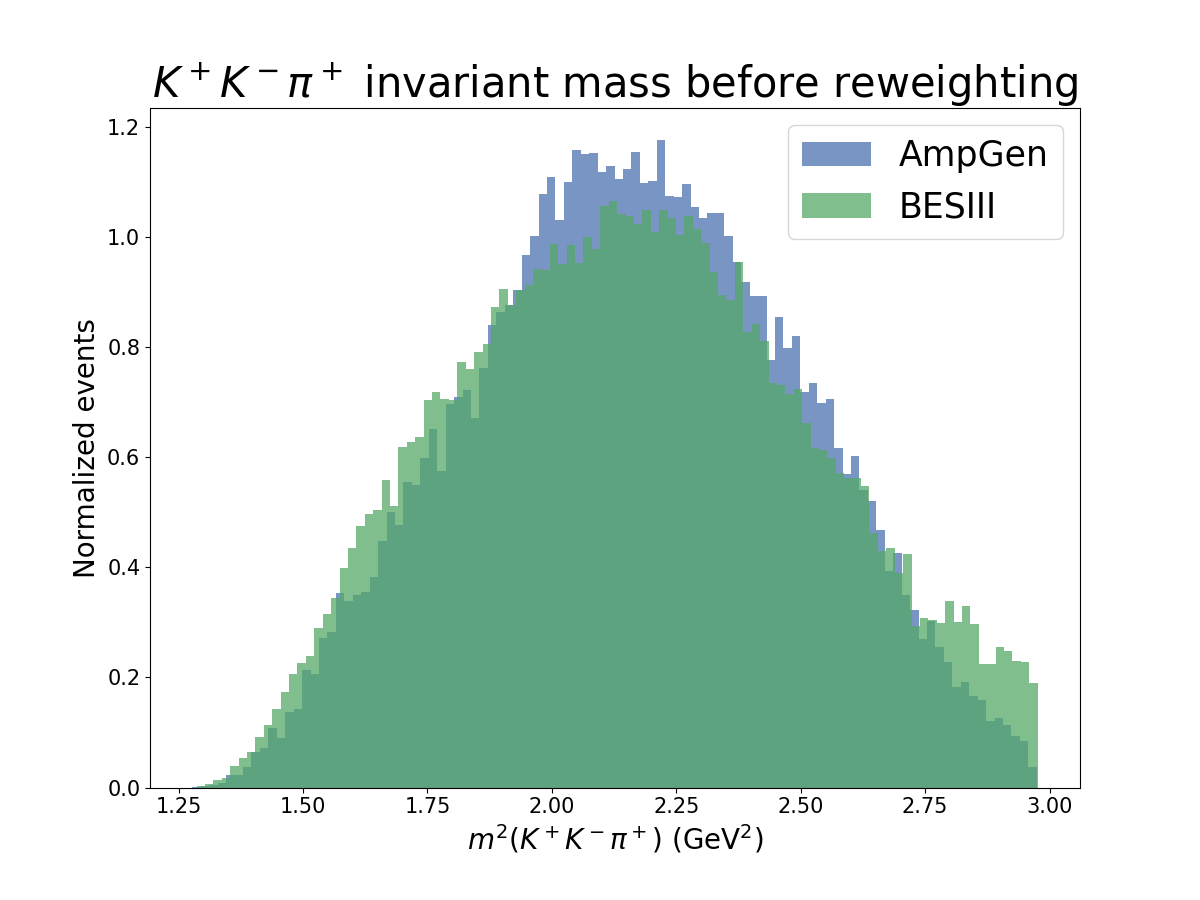 K⁺K⁻π⁺ invariant mass before reweighting
AmpGen
BESIII
Normalized events
1.2
1.0
0.8
0.6
0.4
0.2
0.0
1.25 1.50 1.75 2.00 2.25 2.50 2.75 3.00
m²(K⁺K⁻π⁺) (GeV²)